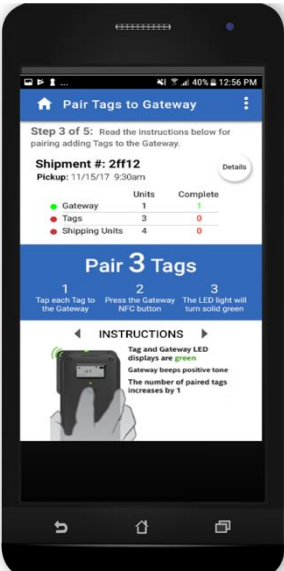 40% 12:56 PM
Pair Tags to Gateway
Step 3 of 5: Read the instructions below for
pairing adding Tags to the Gateway.
Shipment #: 2ff12
Details
Pickup: 11/15/17 9:30am
Units Complete
Gateway 1 1
Tags 3 0
Shipping Units 4 0
Pair 3 Tags
1 2 3
Tap each Tag to Press the Gateway The LED light will
the Gateway NFC button turn solid green
INSTRUCTIONS
Tag and Gateway LED
displays are green
Gateway beeps positive tone
The number of paired tags
increases by 1